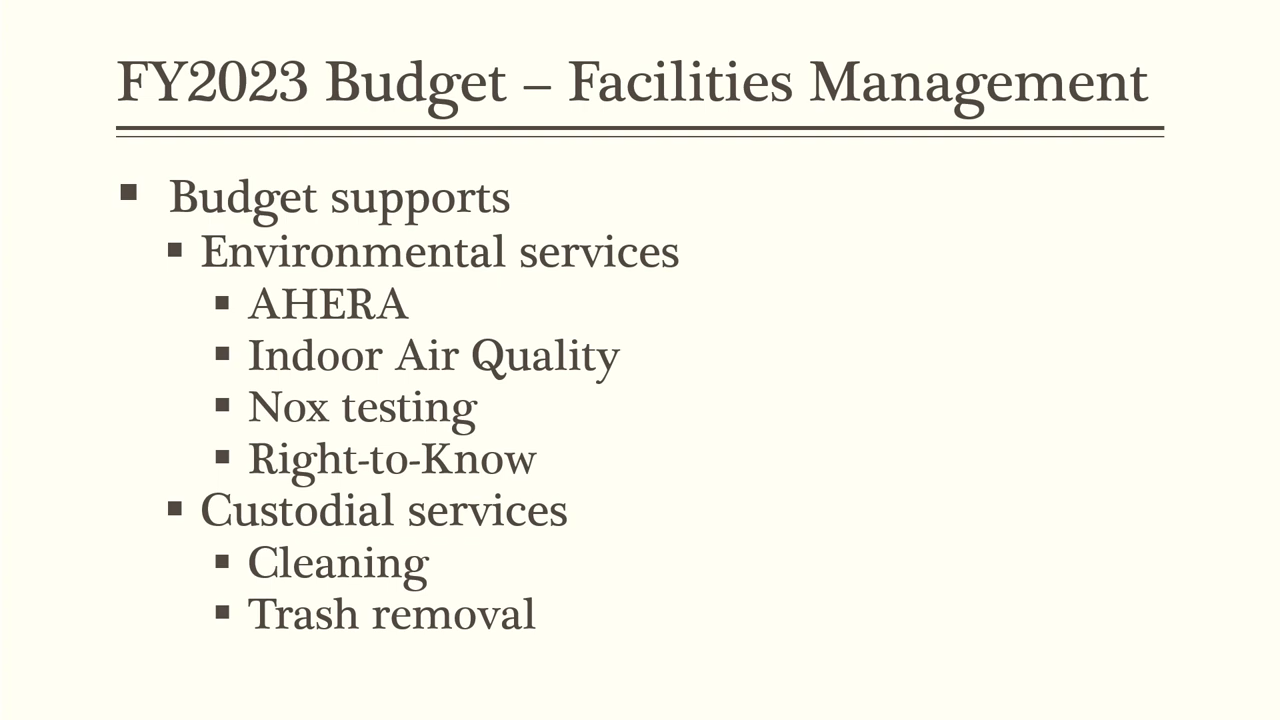 FY2023 Budget – Facilities Management
▪ Budget supports
▪ Environmental services
▪ AHERA
▪ Indoor Air Quality
▪ Nox testing
▪ Right-to-Know
▪ Custodial services
▪ Cleaning
▪ Trash removal